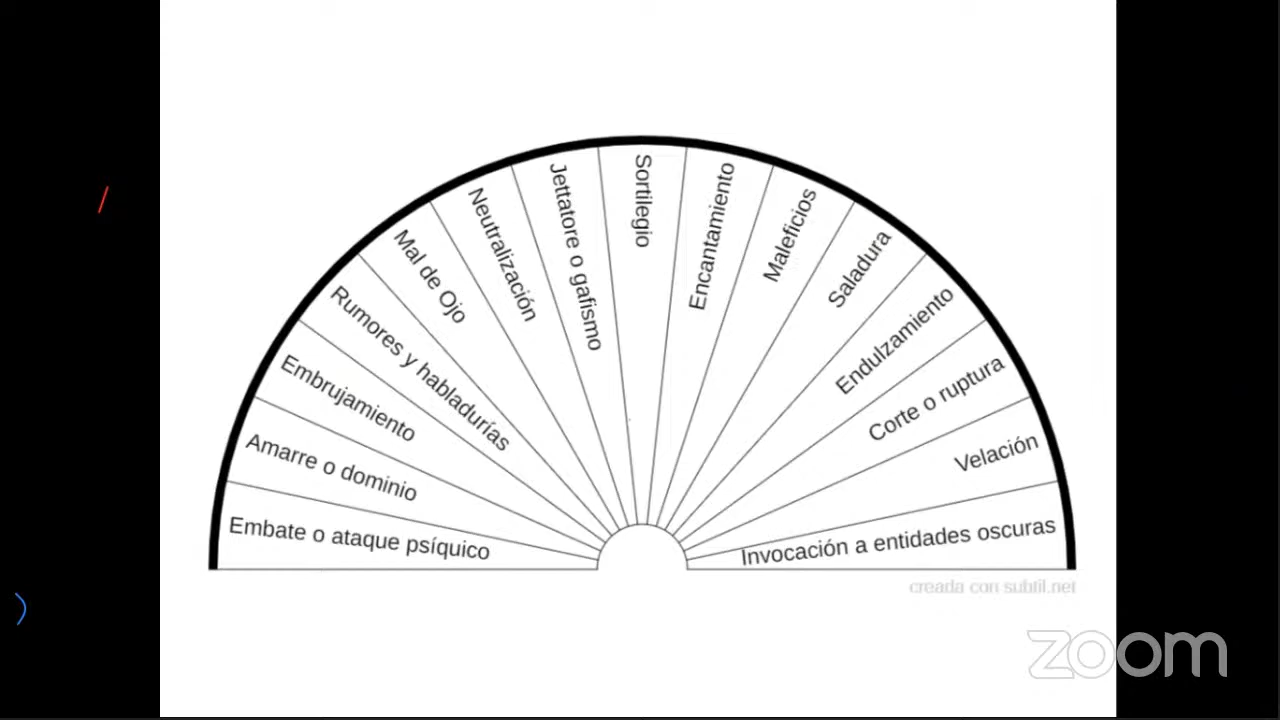 Embate o ataque psíquico
Amarre o dominio
Embrujamiento
Rumores y habladurías
Mal de Ojo
Neutralización
Jettatore o gafismo
Sortilegio
Encantamiento
Maleficios
Saladura
Endulzamiento
Corte o ruptura
Velación
Invocación a entidades oscuras
creada con subtil.net
zoom